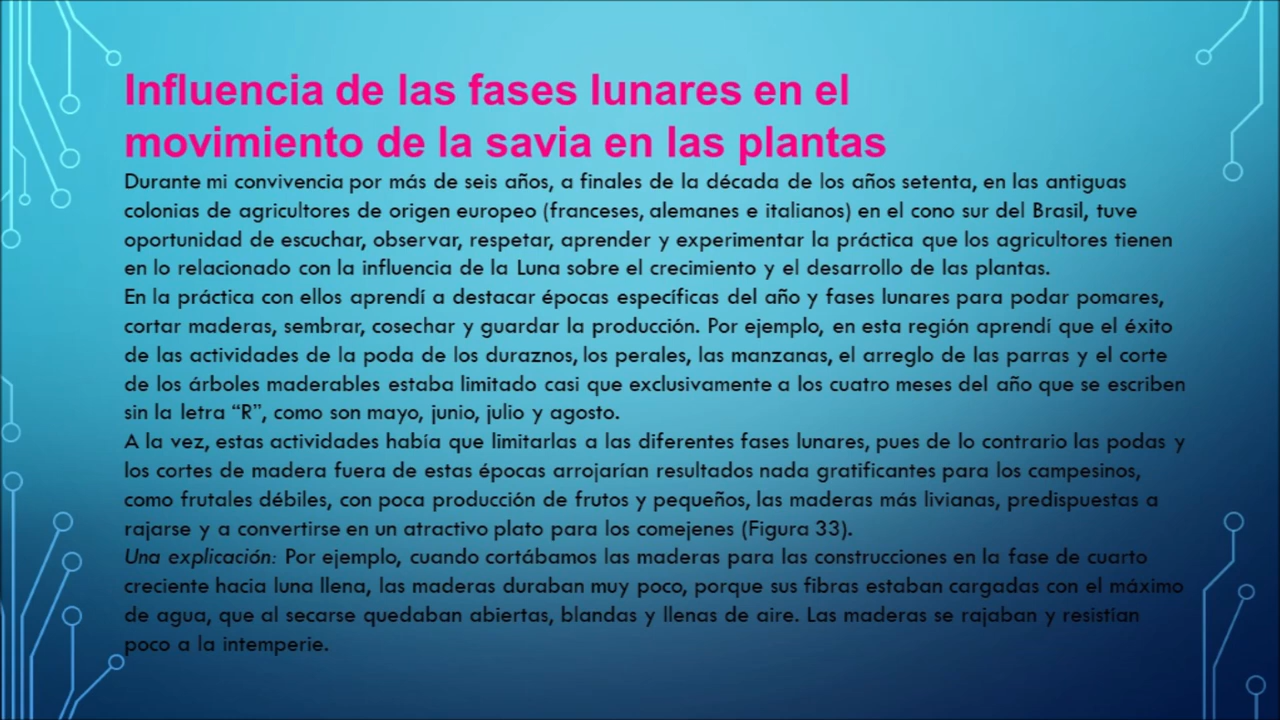 Influencia de las fases lunares en el
movimiento de la savia en las plantas
Durante mi convivencia por más de seis años, a finales de la década de los años setenta, en las antiguas
colonias de agricultores de origen europeo (franceses, alemanes e italianos) en el cono sur del Brasil, tuve
oportunidad de escuchar, observar, respetar, aprender y experimentar la práctica que los agricultores tienen
en lo relacionado con la influencia de la Luna sobre el crecimiento y el desarrollo de las plantas.
En la práctica con ellos aprendí a destacar épocas específicas del año y fases lunares para podar pomares,
cortar maderas, sembrar, cosechar y guardar la producción. Por ejemplo, en esta región aprendí que el éxito
de las actividades de la poda de los duraznos, los perales, las manzanas, el arreglo de las parras y el corte
de los árboles maderables estaba limitado casi que exclusivamente a los cuatro meses del año que se escriben
sin la letra “R”, como son mayo, junio, julio y agosto.
A la vez, estas actividades había que limitarlas a las diferentes fases lunares, pues de lo contrario las podas y
los cortes de madera fuera de estas épocas arrojarían resultados nada gratificantes para los campesinos,
como frutales débiles, con poca producción de frutos y pequeños, las maderas más livianas, predispuestas a
rajarse y a convertirse en un atractivo plato para los comejenes (Figura 33).
Una explicación: Por ejemplo, cuando cortábamos las maderas para las construcciones en la fase de cuarto
creciente hacia luna llena, las maderas duraban muy poco, porque sus fibras estaban cargadas con el máximo
de agua, que al secarse quedaban abiertas, blandas y llenas de aire. Las maderas se rajaban y resistían
poco a la intemperie.